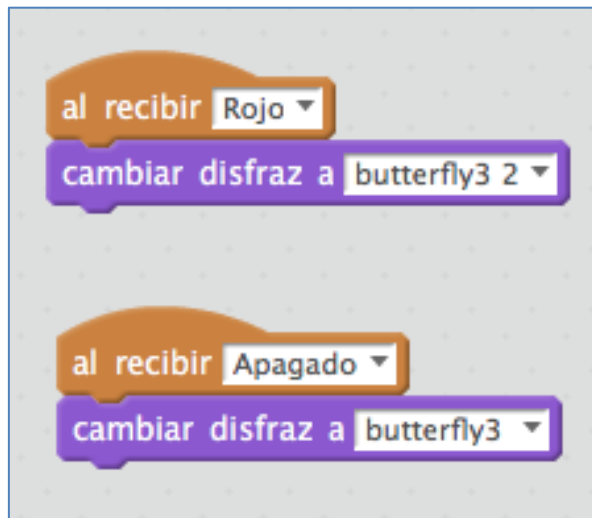 al recibir Rojo
cambiar disfraz a butterfly3 2
al recibir Apagado
cambiar disfraz a butterfly3